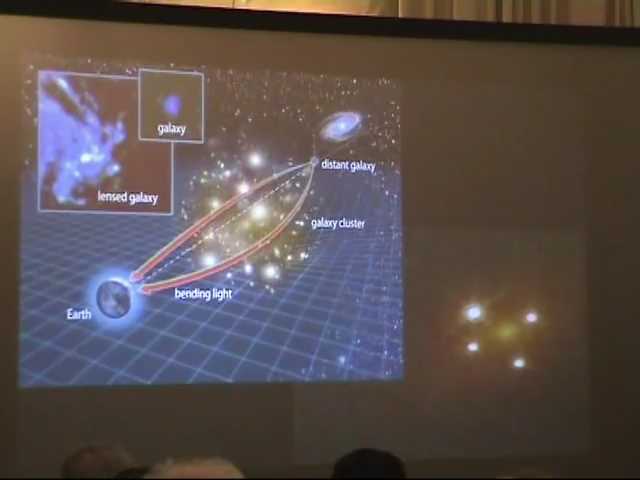 galaxy
lensed galaxy
distant galaxy
galaxy cluster
bending light
Earth